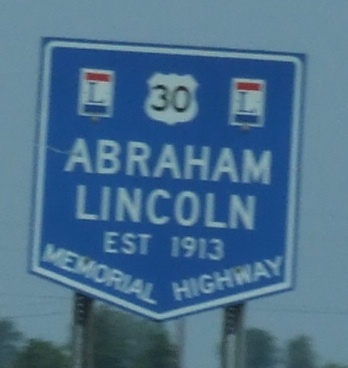 L 30 L
ABRAHAM
LINCOLN
EST 1913
MEMORIAL HIGHWAY